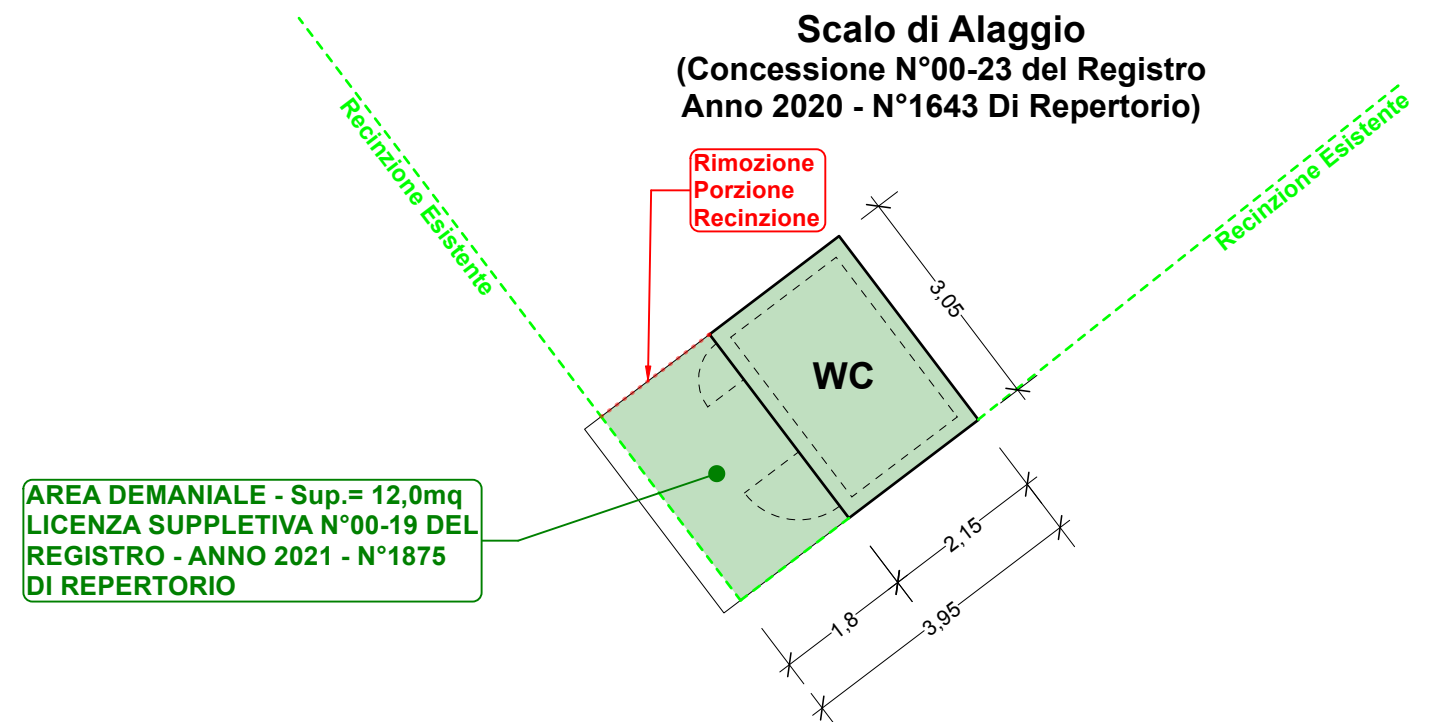 Scalo di Alaggio
(Concessione N°00-23 del Registro
Anno 2020 - N°1643 Di Repertorio)
Recinzione Esistente
Recinzione Esistente
Rimozione
Porzione
Recinzione
3,05
WC
AREA DEMANIALE - Sup.= 12,0mq
LICENZA SUPPLETIVA N°00-19 DEL
REGISTRO - ANNO 2021 - N°1875
DI REPERTORIO
2,15
1,8
3,95